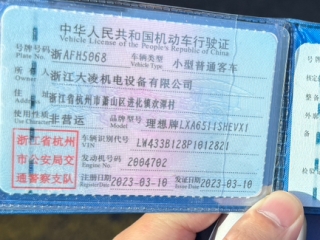 中华人民共和国机动车行驶证
Vehicle License of the People's Republic of China
号牌号码 浙AFH5068 车辆类型 小型普通客车
Plate No.
所有人 浙江大凌机电设备有限公司
Owner
住址 浙江省杭州市萧山区进化镇欢潭村
使用性质 非营运 品牌型号 理想牌LXA6511SHEVX1
Use Character
浙江省杭州市公安局交通警察支队
车辆识别代号 LW433B128P1012821
VIN
发动机号码 2004702
Engine No.
注册日期 2023-03-10 发证日期 2023-03-10
Register Date Issue Date